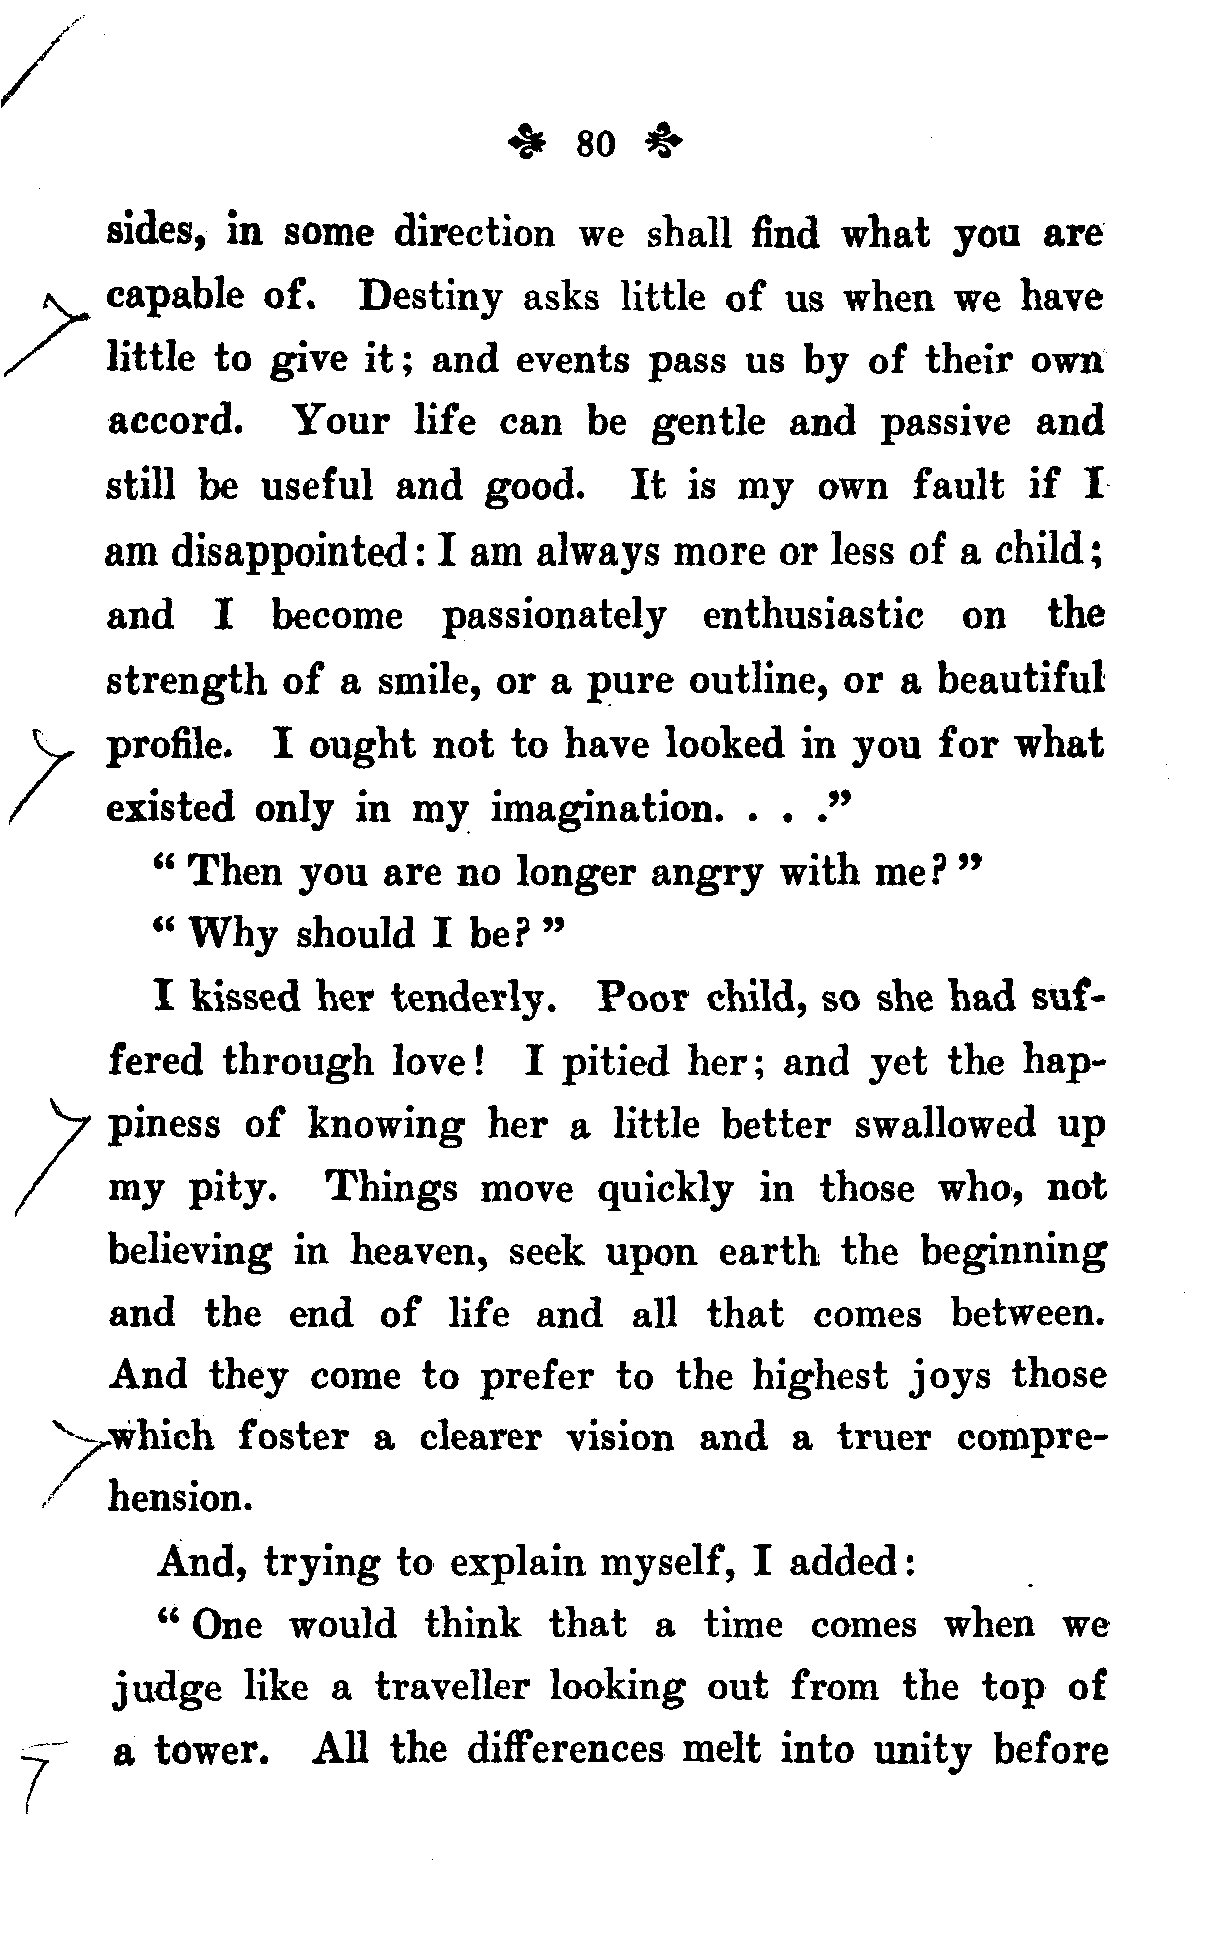 80
sides, in some direction we shall find what you are
capable of. Destiny asks little of us when we have
little to give it; and events pass us by of their own
accord. Your life can be gentle and passive and
still be useful and good. It is my own fault if I
am disappointed: I am always more or less of a child;
and I become passionately enthusiastic on the
strength of a smile, or a pure outline, or a beautiful
profile. I ought not to have looked in you for what
existed only in my imagination. . . ."
" Then you are no longer angry with me? "
" Why should I be? "
I kissed her tenderly. Poor child, so she had suf-
fered through love! I pitied her; and yet the hap-
piness of knowing her a little better swallowed up
my pity. Things move quickly in those who, not
believing in heaven, seek upon earth the beginning
and the end of life and all that comes between.
And they come to prefer to the highest joys those
which foster a clearer vision and a truer compre-
hension.
And, trying to explain myself, I added:
" One would think that a time comes when we
judge like a traveller looking out from the top of
a tower. All the differences melt into unity before